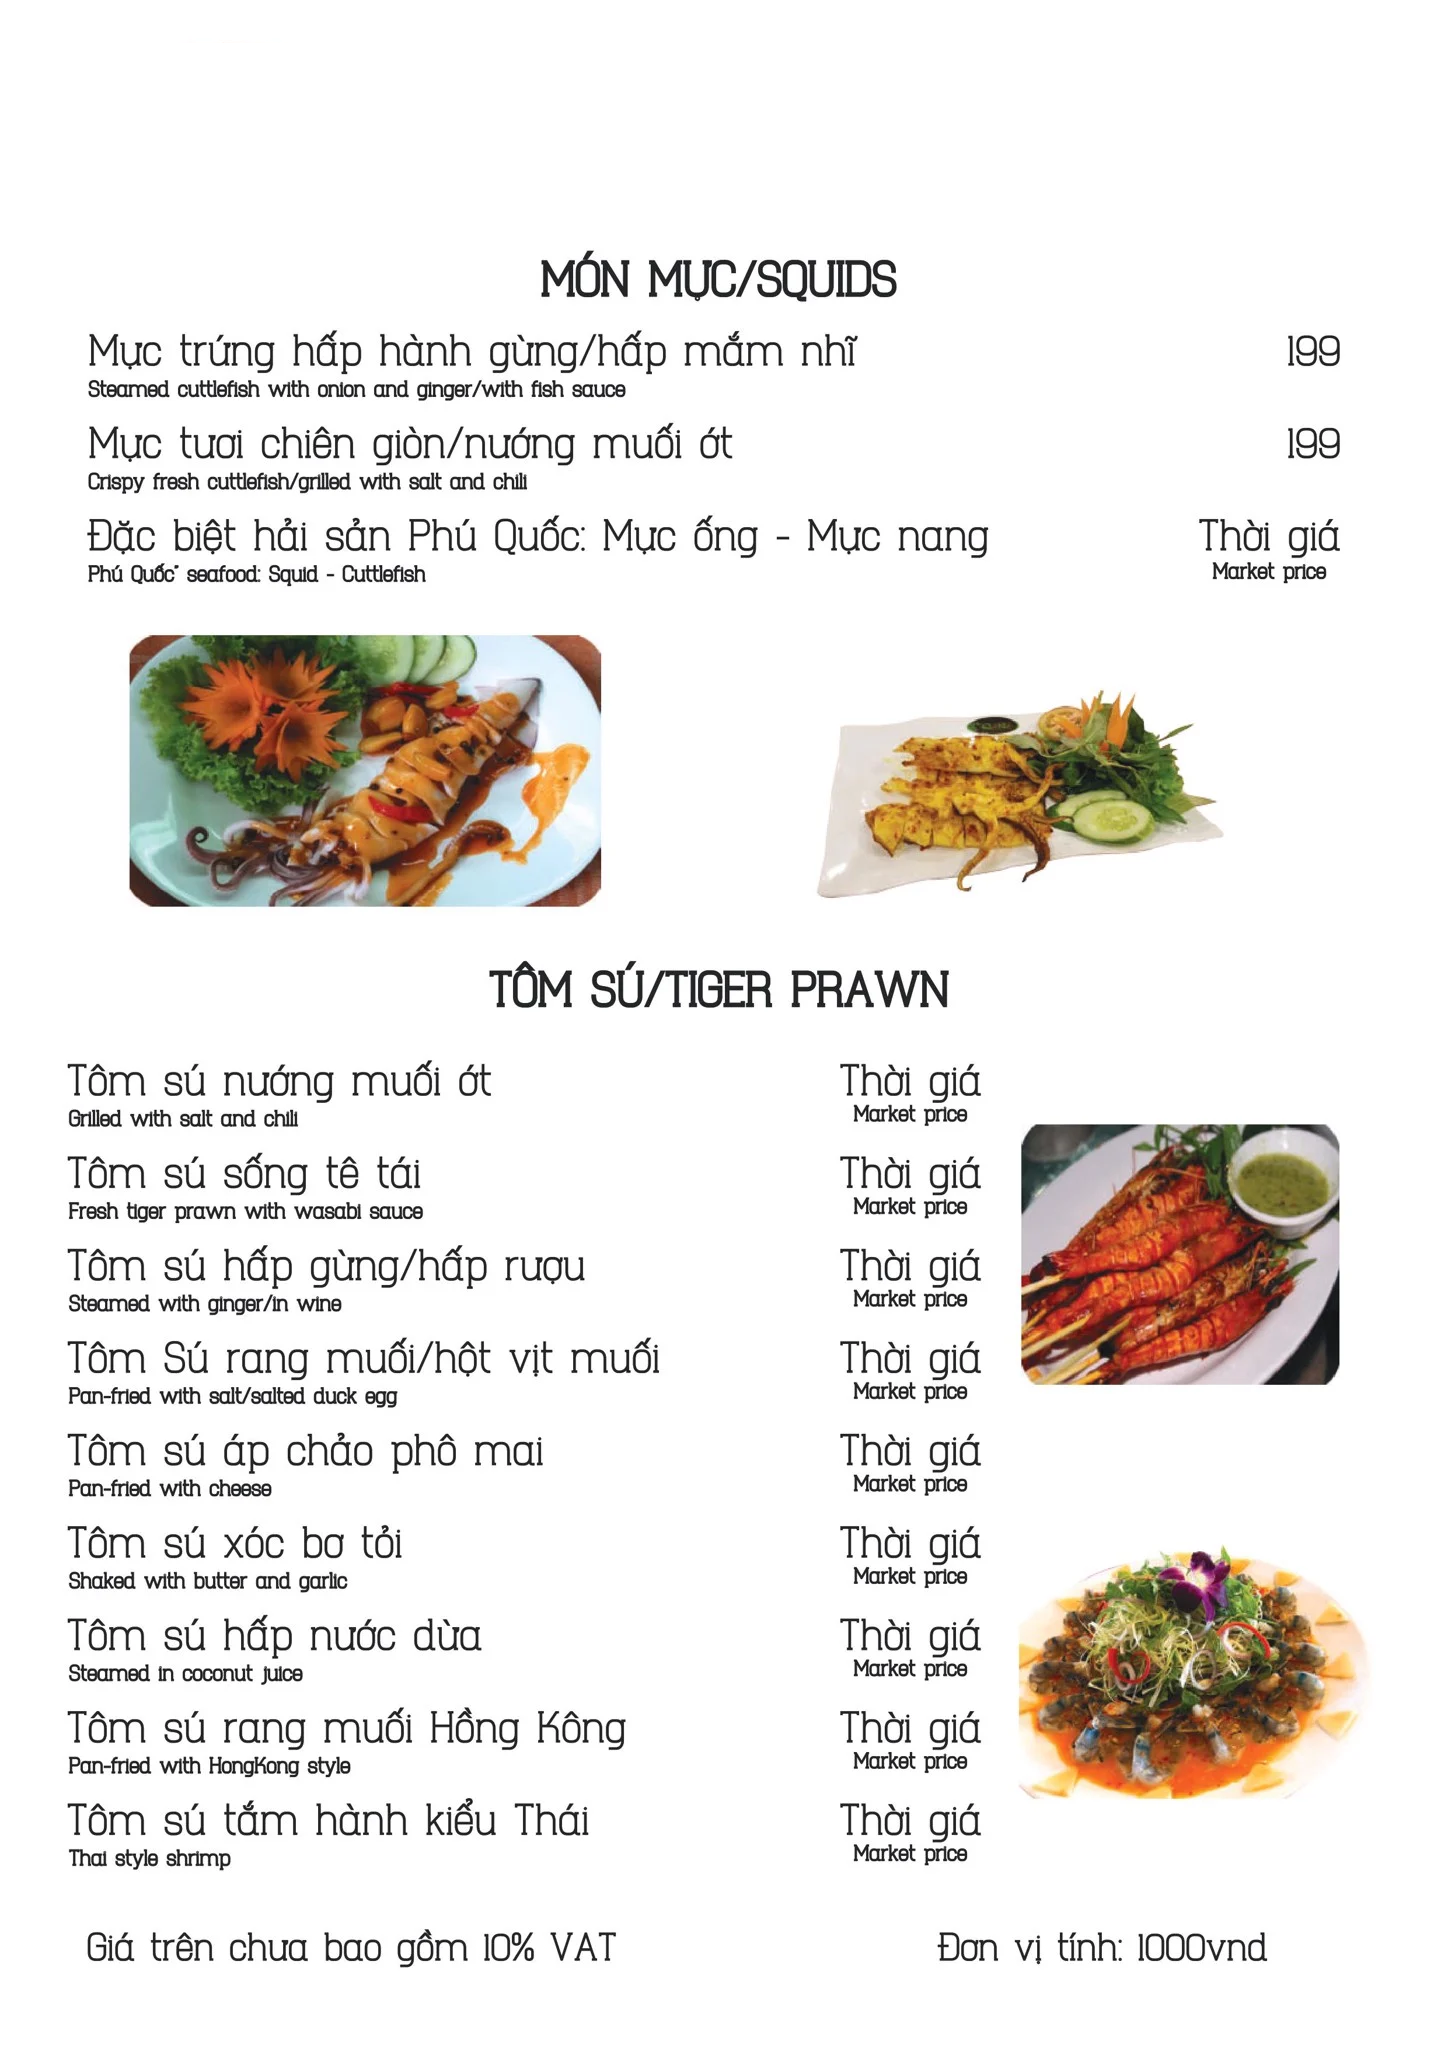 MÓN MỰC/SQUIDS
Mực trứng hấp hành gừng/hấp mắm nhĩ 199
Steamed cuttlefish with onion and ginger/with fish sauce
Mực tươi chiên giòn/nướng muối ớt 199
Crispy fresh cuttlefish/grilled with salt and chili
Đặc biệt hải sản Phú Quốc: Mực ống - Mực nang Thời giá
Phú Quốc" seafood: Squid - Cuttlefish Market price
TÔM SÚ/TIGER PRAWN
Tôm sú nướng muối ớt Thời giá
Grilled with salt and chili Market price
Tôm sú sống tê tái Thời giá
Fresh tiger prawn with wasabi sauce Market price
Tôm sú hấp gừng/hấp rượu Thời giá
Steamed with ginger/in wine Market price
Tôm Sú rang muối/hột vịt muối Thời giá
Pan-fried with salt/salted duck egg Market price
Tôm sú áp chảo phô mai Thời giá
Pan-fried with cheese Market price
Tôm sú xóc bơ tỏi Thời giá
Shaked with butter and garlic Market price
Tôm sú hấp nước dừa Thời giá
Steamed in coconut juice Market price
Tôm sú rang muối Hồng Kông Thời giá
Pan-fried with HongKong style Market price
Tôm sú tắm hành kiểu Thái Thời giá
Thai style shrimp Market price
Giá trên chưa bao gồm 10% VAT Đơn vị tính: 1000vnd